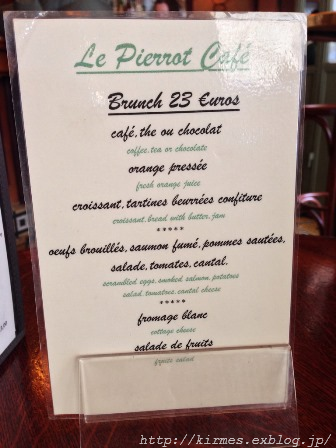 Le Pierrot Café
Brunch 23 €uros
café,the ou chocolat
coffee,tea or chocolate
orange pressée
fresh orange juice
croissant,tartines beurrées confiture
croissant,bread with butter,jam
*****
oeufs brouillés,saumon fumé,pommes sautées,
salade,tomates,cantal.
scrambled eggs,smoked salmon,potatoes
salad,tomatoes,cantal cheese
*****
fromage blanc
cottage cheese
salade de fruits
fruits salad
http://kirmes.exblog.jp/